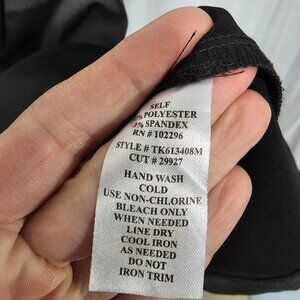 SELF
% POLYESTER
% SPANDEX
RN # 102296
STYLE # TK613408M
CUT # 29927
HAND WASH
COLD
USE NON-CHLORINE
BLEACH ONLY
WHEN NEEDED
LINE DRY
COOL IRON
AS NEEDED
DO NOT
IRON TRIM